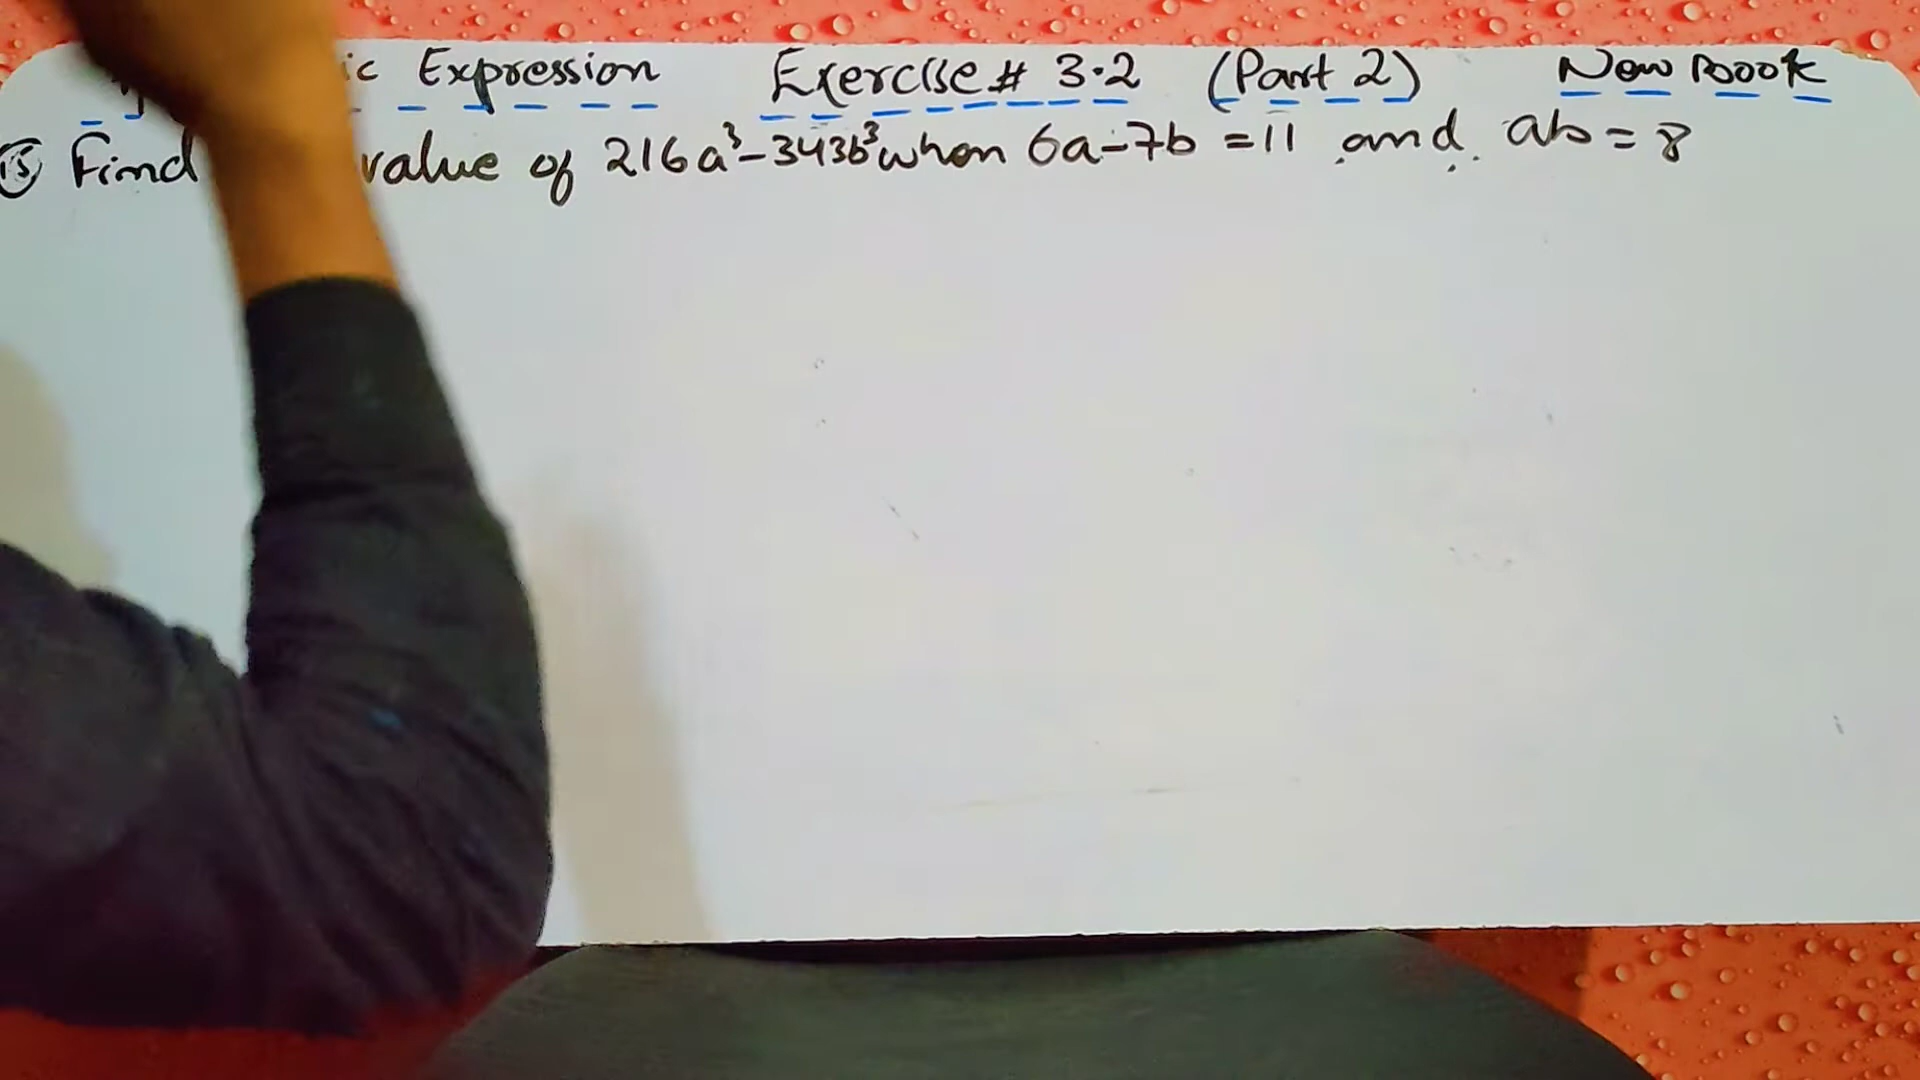 Expression Exercise # 3.2 (Part 2) New Book
15 Find value of 216a³-343b³ when 6a-7b = 11 and ab = 8